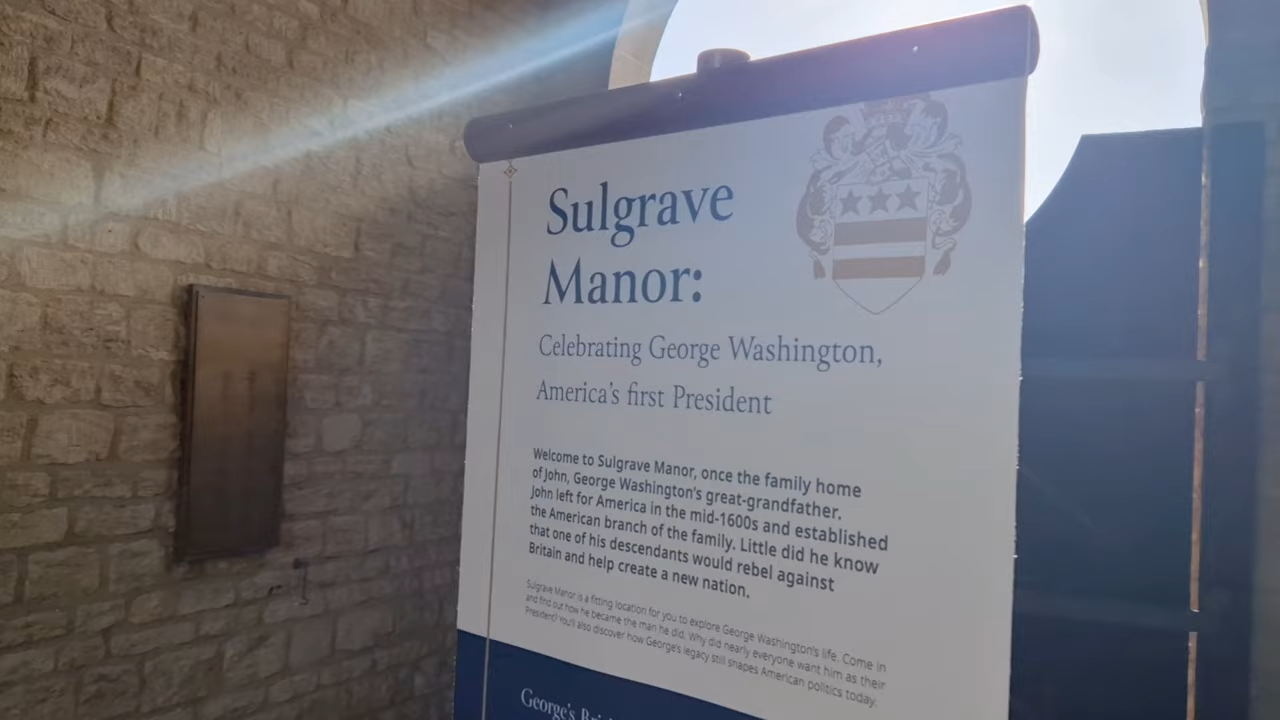 Sulgrave
Manor:
Celebrating George Washington,
America's first President
Welcome to Sulgrave Manor, once the family home
of John, George Washington's great-grandfather.
John left for America in the mid-1600s and established
the American branch of the family. Little did he know
that one of his descendants would rebel against
Britain and help create a new nation.
Sulgrave Manor is a fitting location for you to explore George Washington's life. Come in
and find out how he became the man he did. Why did nearly everyone want him as their
President? You'll also discover how George's legacy still shapes American politics today.
George's